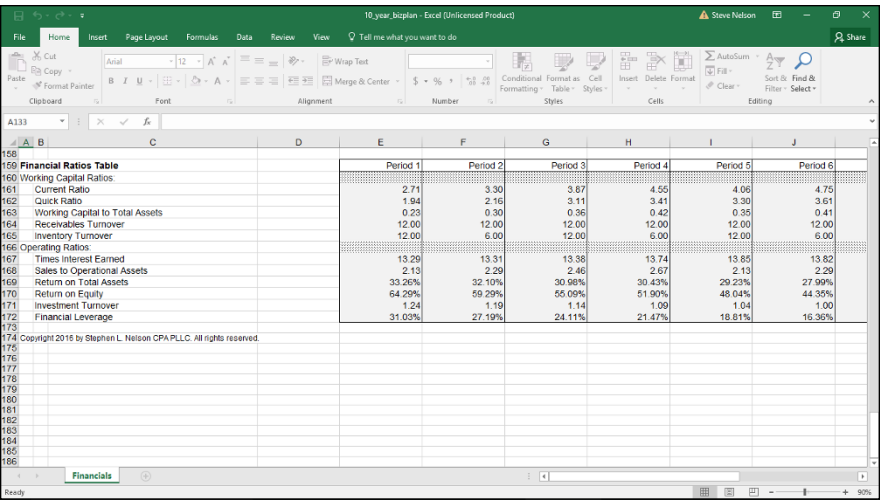 10_year_bizplan - Excel (Unlicensed Product) Steve Nelson
File Home Insert Page Layout Formulas Data Review View Tell me what you want to do Share
Cut
Copy
Format Painter
Paste
Arial 12
B I U
Wrap Text
Merge & Center
$ % ,
Conditional Formatting Format as Table Cell Styles
Insert Delete Format
AutoSum
Fill
Clear
Sort & Filter Find & Select
Clipboard Font Alignment Number Styles Cells Editing
A133 fx
A B C D E F G H I J
158
159 Financial Ratios Table Period 1 Period 2 Period 3 Period 4 Period 5 Period 6
160 Working Capital Ratios:
161 Current Ratio 2.71 3.30 3.87 4.55 4.06 4.75
162 Quick Ratio 1.94 2.16 3.11 3.41 3.30 3.61
163 Working Capital to Total Assets 0.23 0.30 0.36 0.42 0.35 0.41
164 Receivables Turnover 12.00 12.00 12.00 12.00 12.00 12.00
165 Inventory Turnover 12.00 6.00 12.00 6.00 12.00 6.00
166 Operating Ratios:
167 Times Interest Earned 13.29 13.31 13.38 13.74 13.85 13.82
168 Sales to Operational Assets 2.13 2.29 2.46 2.67 2.13 2.29
169 Return on Total Assets 33.26% 32.10% 30.98% 30.43% 29.23% 27.99%
170 Return on Equity 64.29% 59.29% 55.09% 51.90% 48.04% 44.35%
171 Investment Turnover 1.24 1.19 1.14 1.09 1.04 1.00
172 Financial Leverage 31.03% 27.19% 24.11% 21.47% 18.81% 16.36%
173
174 Copyright 2016 by Stephen L. Nelson CPA PLLC. All rights reserved.
175
176
177
178
179
180
181
182
183
184
185
186
Financials
Ready 90%